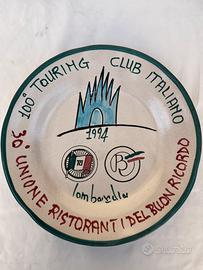 100° TOURING CLUB ITALIANO
1994
lombardia
30° UNIONE RISTORANTI DEL BUON RICORDO